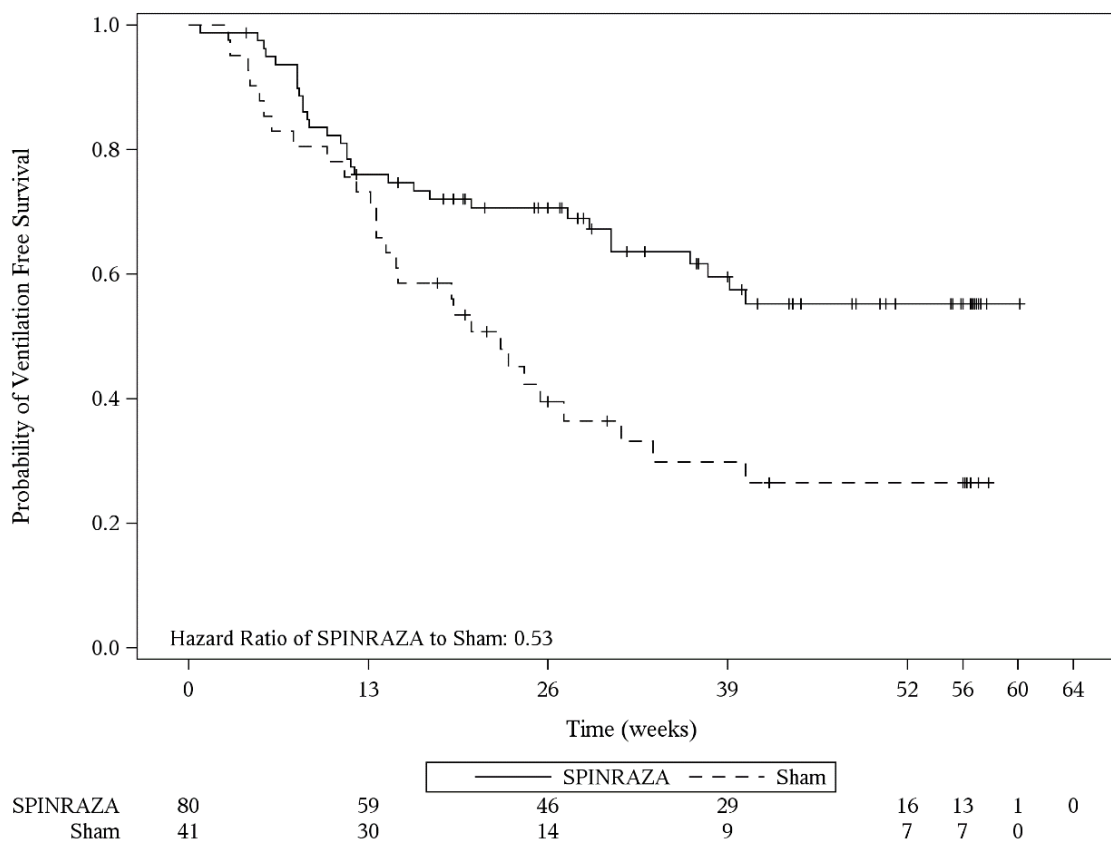 Probability of Ventilation Free Survival
1.0
0.8
0.6
0.4
0.2
0.0
Hazard Ratio of SPINRAZA to Sham: 0.53
0 13 26 39 52 56 60 64
Time (weeks)
SPINRAZA Sham
SPINRAZA 80 59 46 29 16 13 1 0
Sham 41 30 14 9 7 7 0